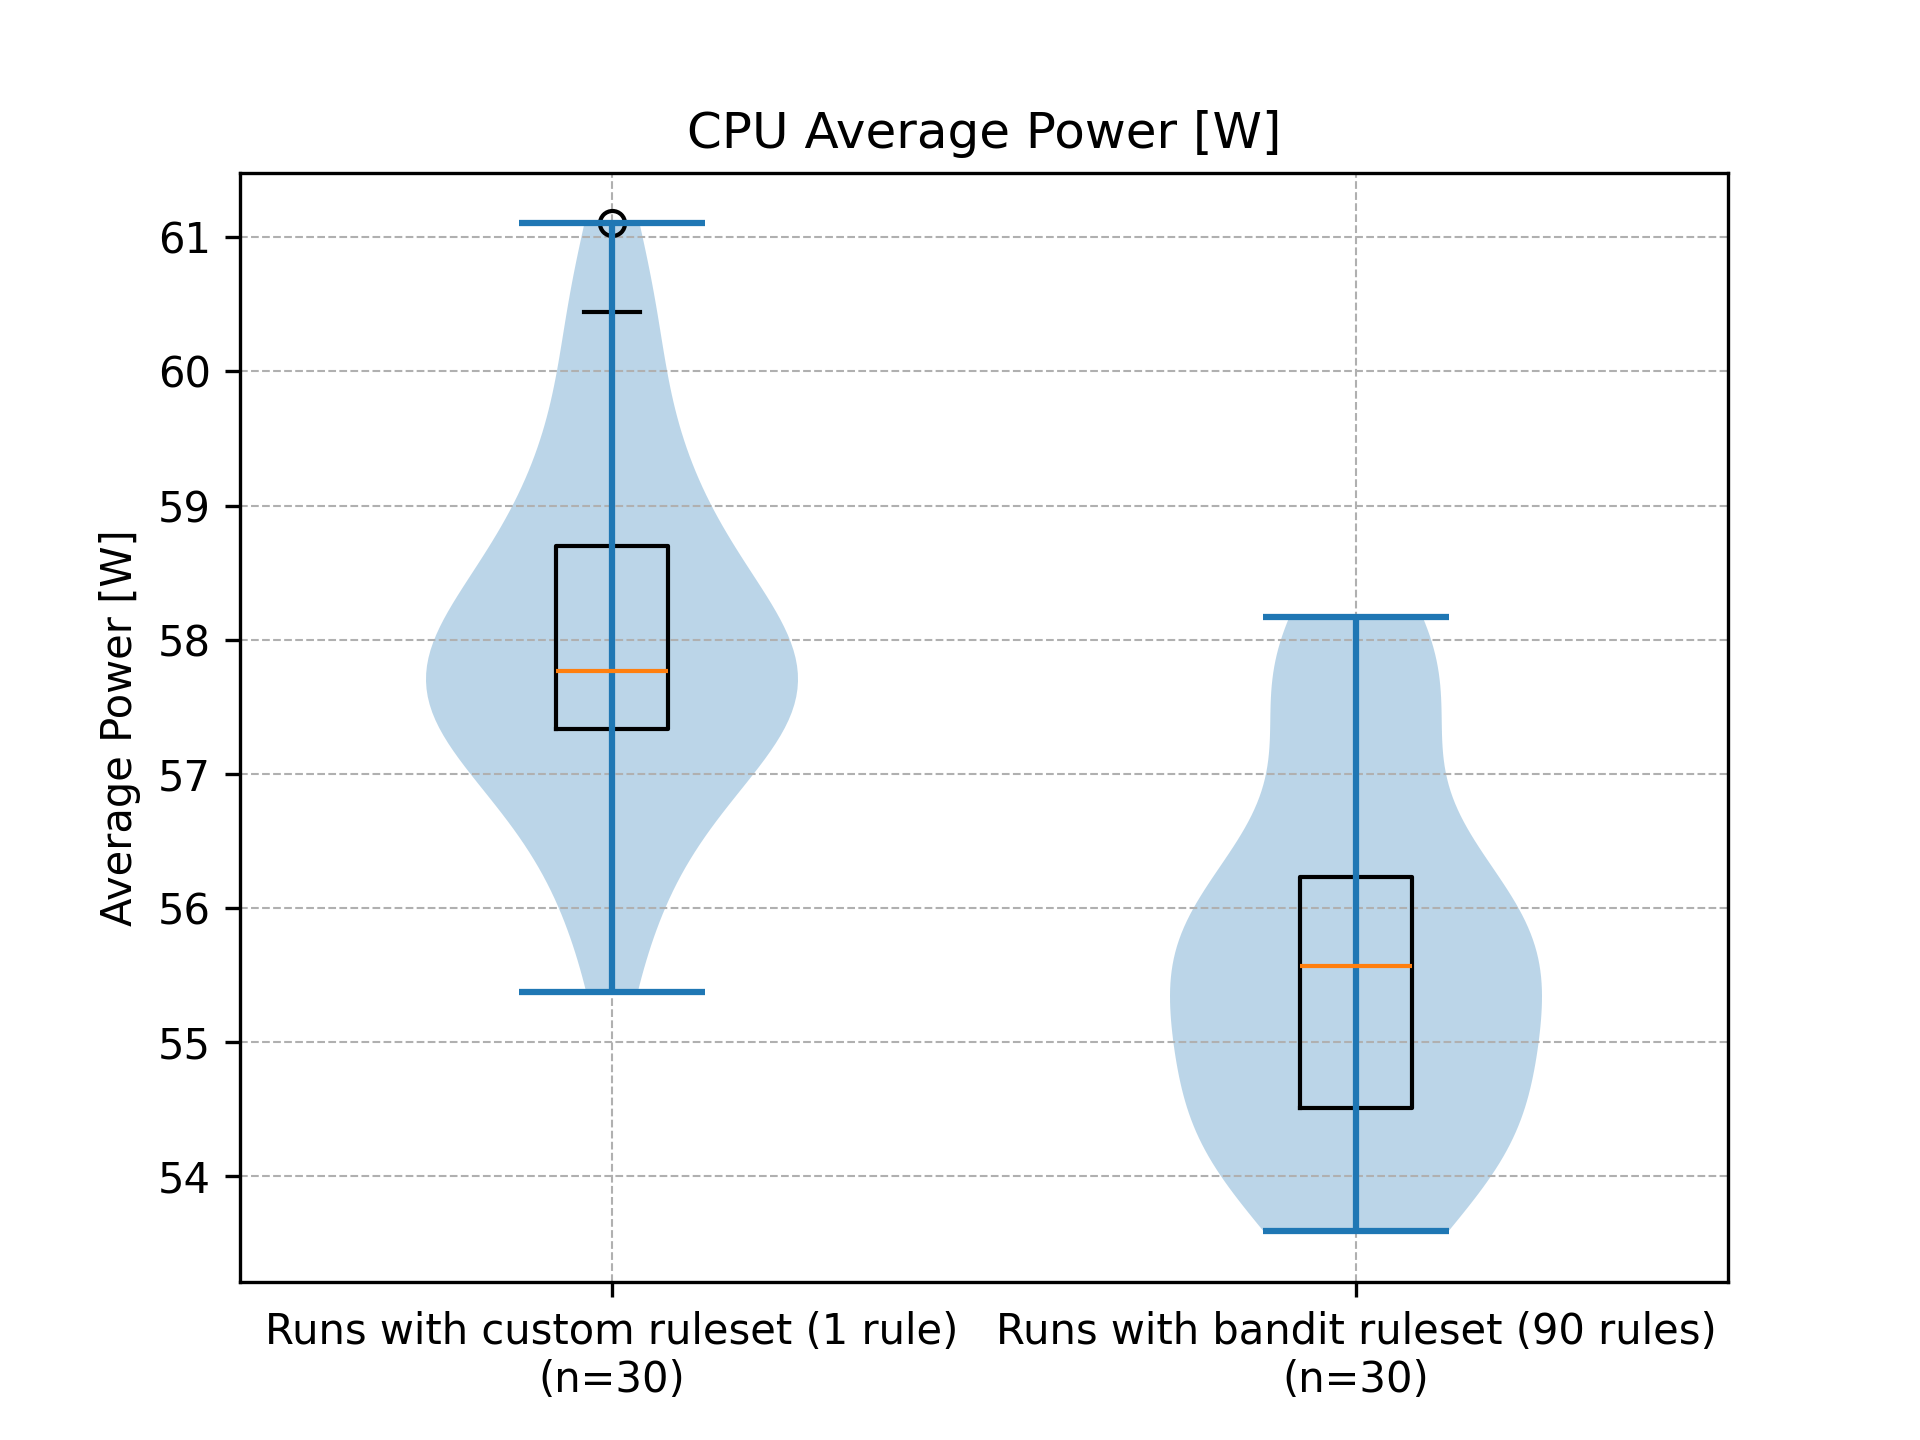 CPU Average Power [W]
Average Power [W]
61
60
59
58
57
56
55
54
Runs with custom ruleset (1 rule)
(n=30)
Runs with bandit ruleset (90 rules)
(n=30)